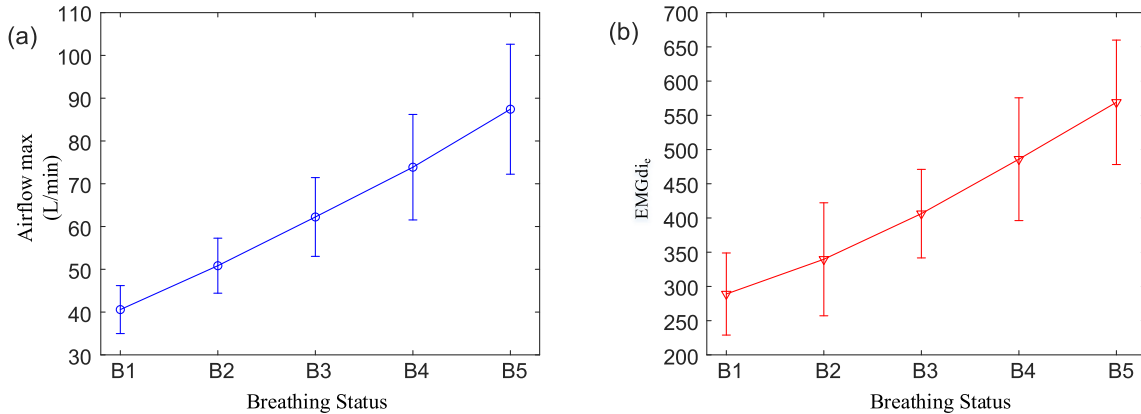 (a)
Airflow max
(L/min)
110
100
90
80
70
60
50
40
30
B1 B2 B3 B4 B5
Breathing Status
(b)
EMGdiₑ
700
650
600
550
500
450
400
350
300
250
200
B1 B2 B3 B4 B5
Breathing Status